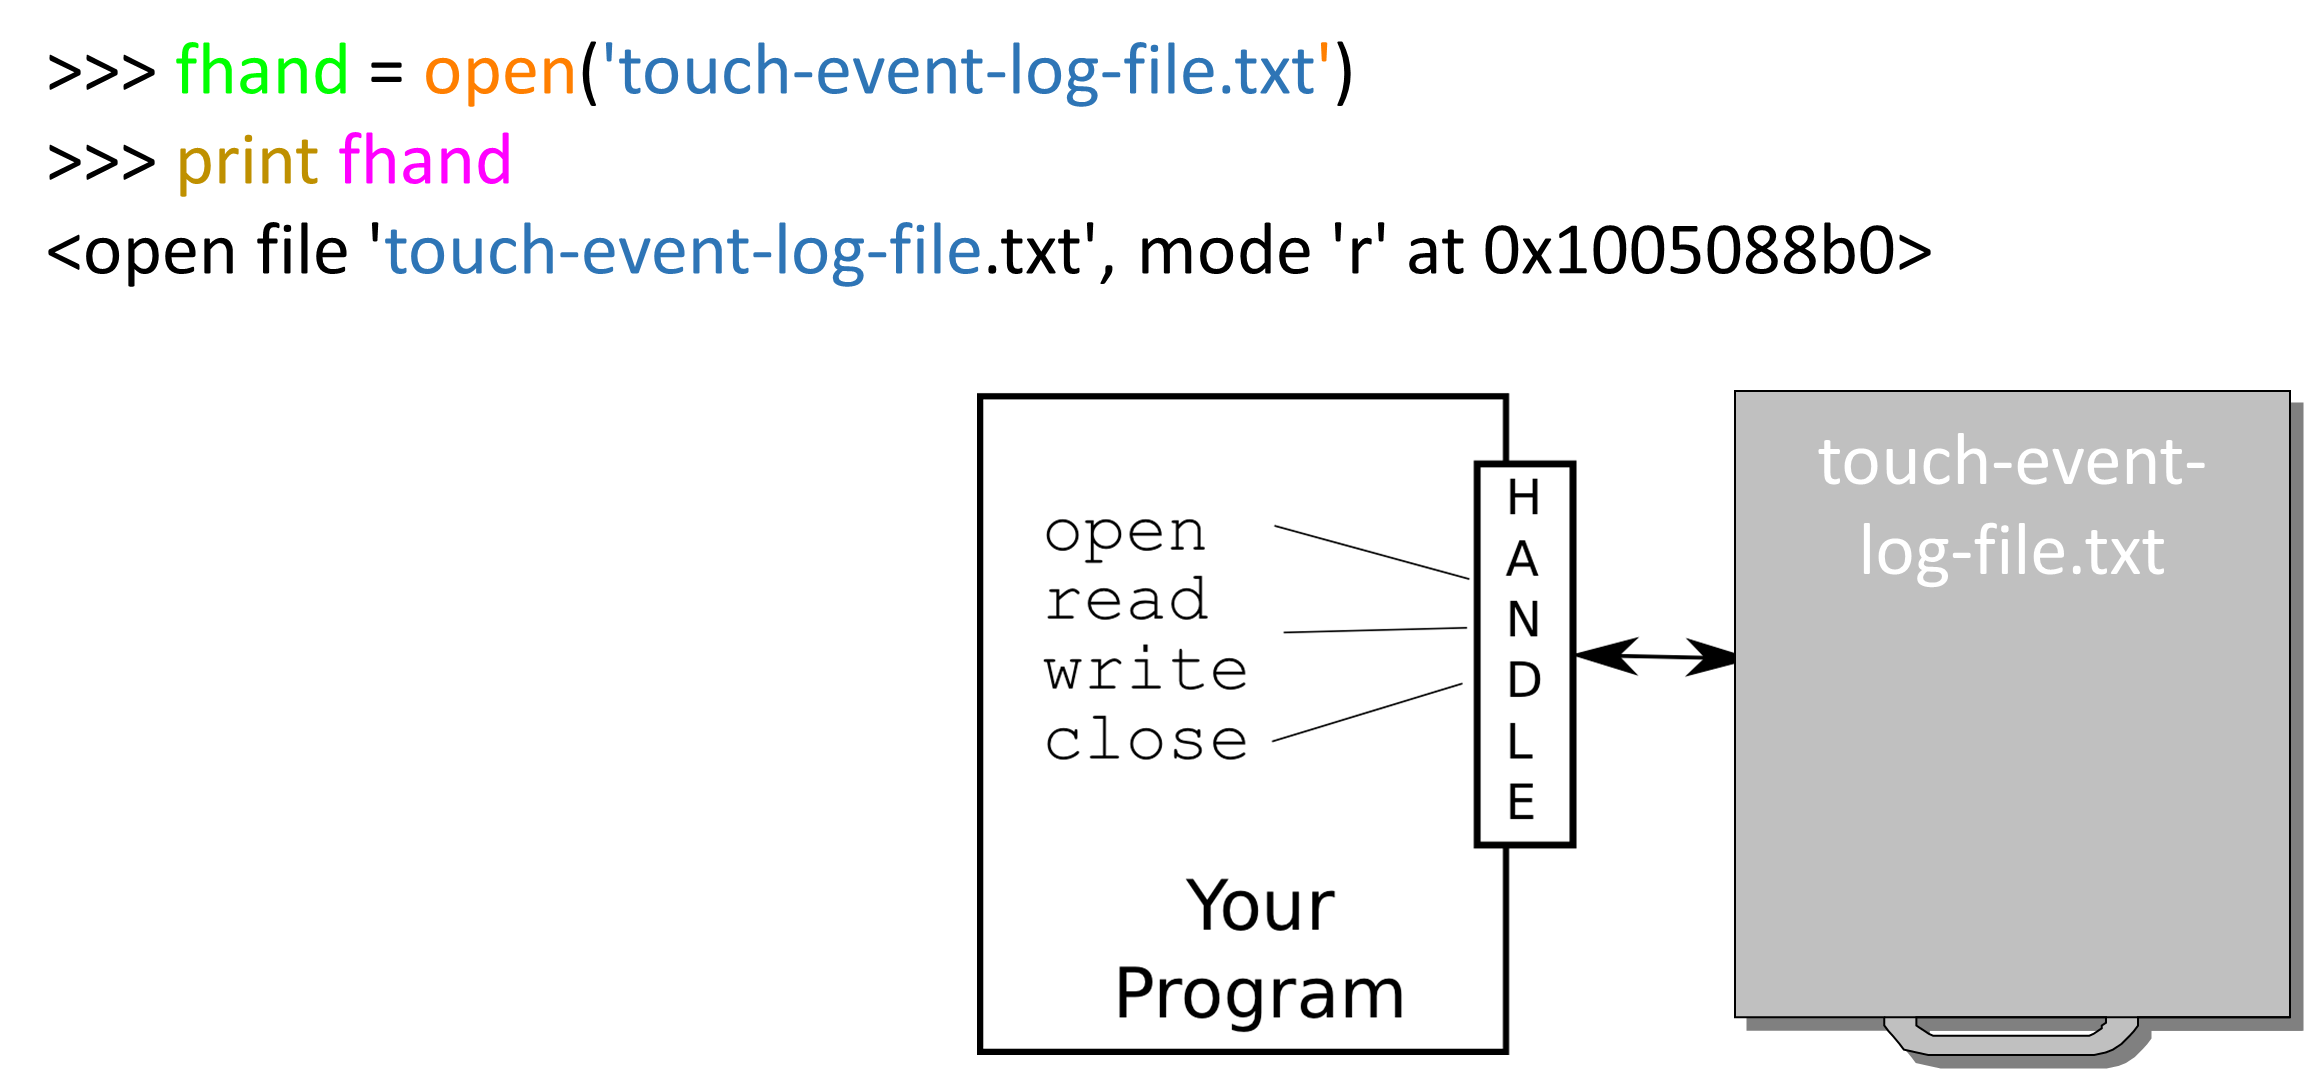 >>> fhand = open('touch-event-log-file.txt')
>>> print fhand
<open file 'touch-event-log-file.txt', mode 'r' at 0x1005088b0>
open
read
write
close
H
A
N
D
L
E
Your
Program
touch-event-
log-file.txt